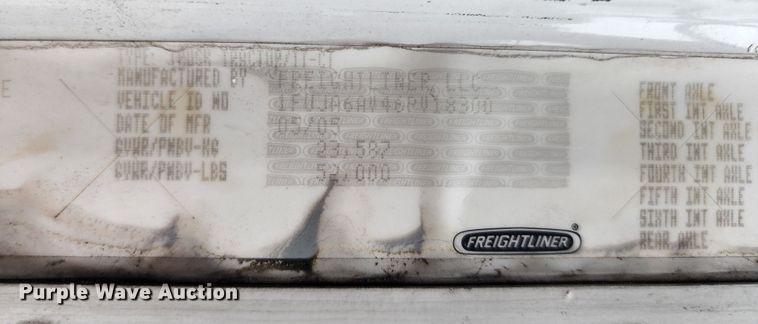 TYPE: TRUCK TRACTOR/TT-CT
MANUFACTURED BY FREIGHTLINER, LLC
VEHICLE ID NO 1FUJA6AV46RV18300
DATE OF MFR 05/05
GVWR/PNBV-KG 23,587
GVWR/PNBV-LBS 52,000
E
FRONT AXLE
FIRST INT AXLE
SECOND INT AXLE
THIRD INT AXLE
FOURTH INT AXLE
FIFTH INT AXLE
SIXTH INT AXLE
REAR AXLE
FREIGHTLINER®
Purple Wave Auction